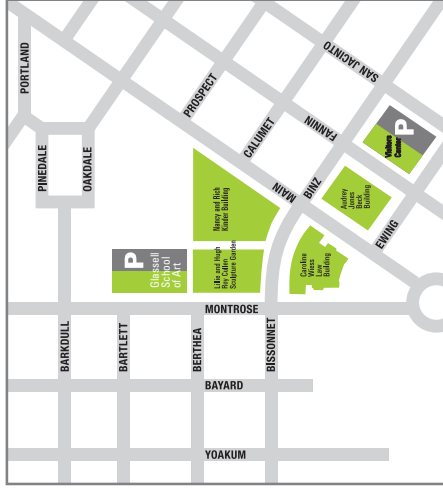 PORTLAND
SAN JACINTO
PROSPECT
PINEDALE
OAKDALE
CALUMET
FANNIN
P
Visitors
Center
Nancy and Rich
Kinder Building
MAIN
BINZ
Audrey
Jones
Beck
Building
EWING
P
Glassell
School
of Art
Lillie and Hugh
Roy Cullen
Sculpture Garden
Caroline
Wiess
Law
Building
MONTROSE
BARKDULL
BARTLETT
BERTHEA
BISSONNET
BAYARD
YOAKUM